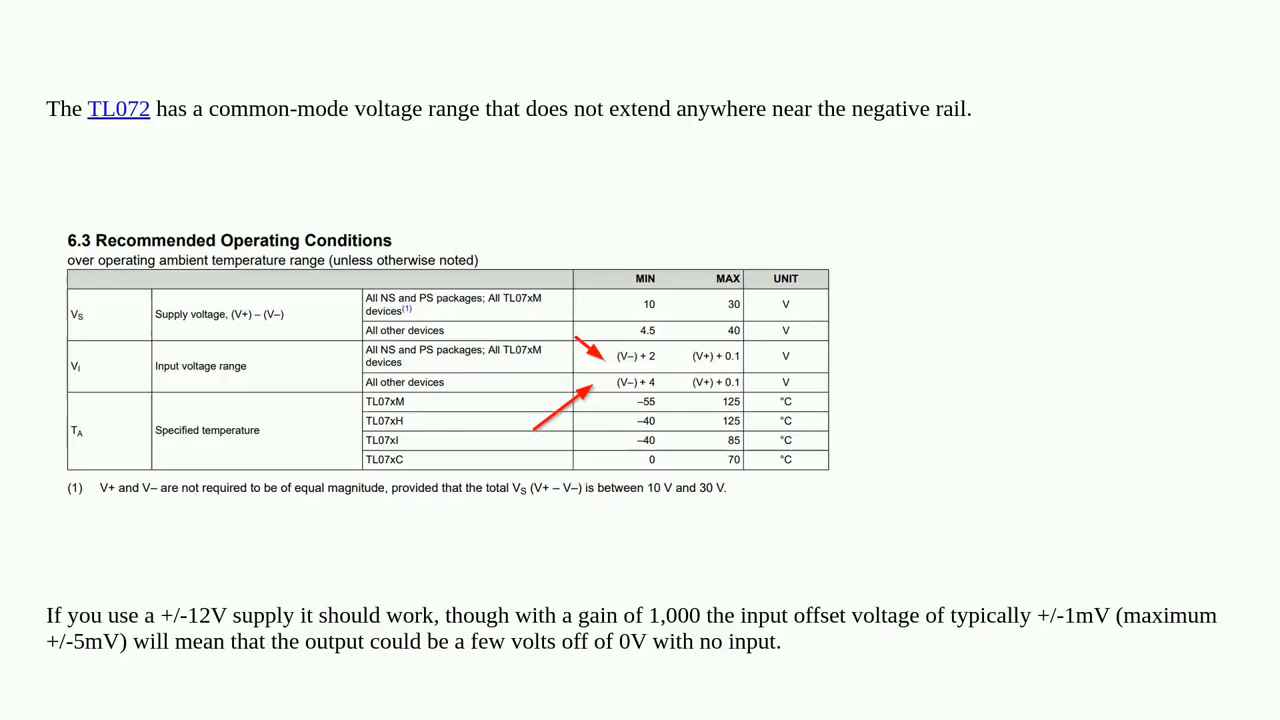 The TL072 has a common-mode voltage range that does not extend anywhere near the negative rail.
6.3 Recommended Operating Conditions
over operating ambient temperature range (unless otherwise noted)
MIN MAX UNIT
VS Supply voltage, (V+) – (V–) All NS and PS packages; All TL07xM devices(1) 10 30 V
All other devices 4.5 40 V
VI Input voltage range All NS and PS packages; All TL07xM devices (V–) + 2 (V+) + 0.1 V
All other devices (V–) + 4 (V+) + 0.1 V
TA Specified temperature TL07xM –55 125 °C
TL07xH –40 125 °C
TL07xI –40 85 °C
TL07xC 0 70 °C
(1) V+ and V– are not required to be of equal magnitude, provided that the total VS (V+ – V–) is between 10 V and 30 V.
If you use a +/-12V supply it should work, though with a gain of 1,000 the input offset voltage of typically +/-1mV (maximum
+/-5mV) will mean that the output could be a few volts off of 0V with no input.